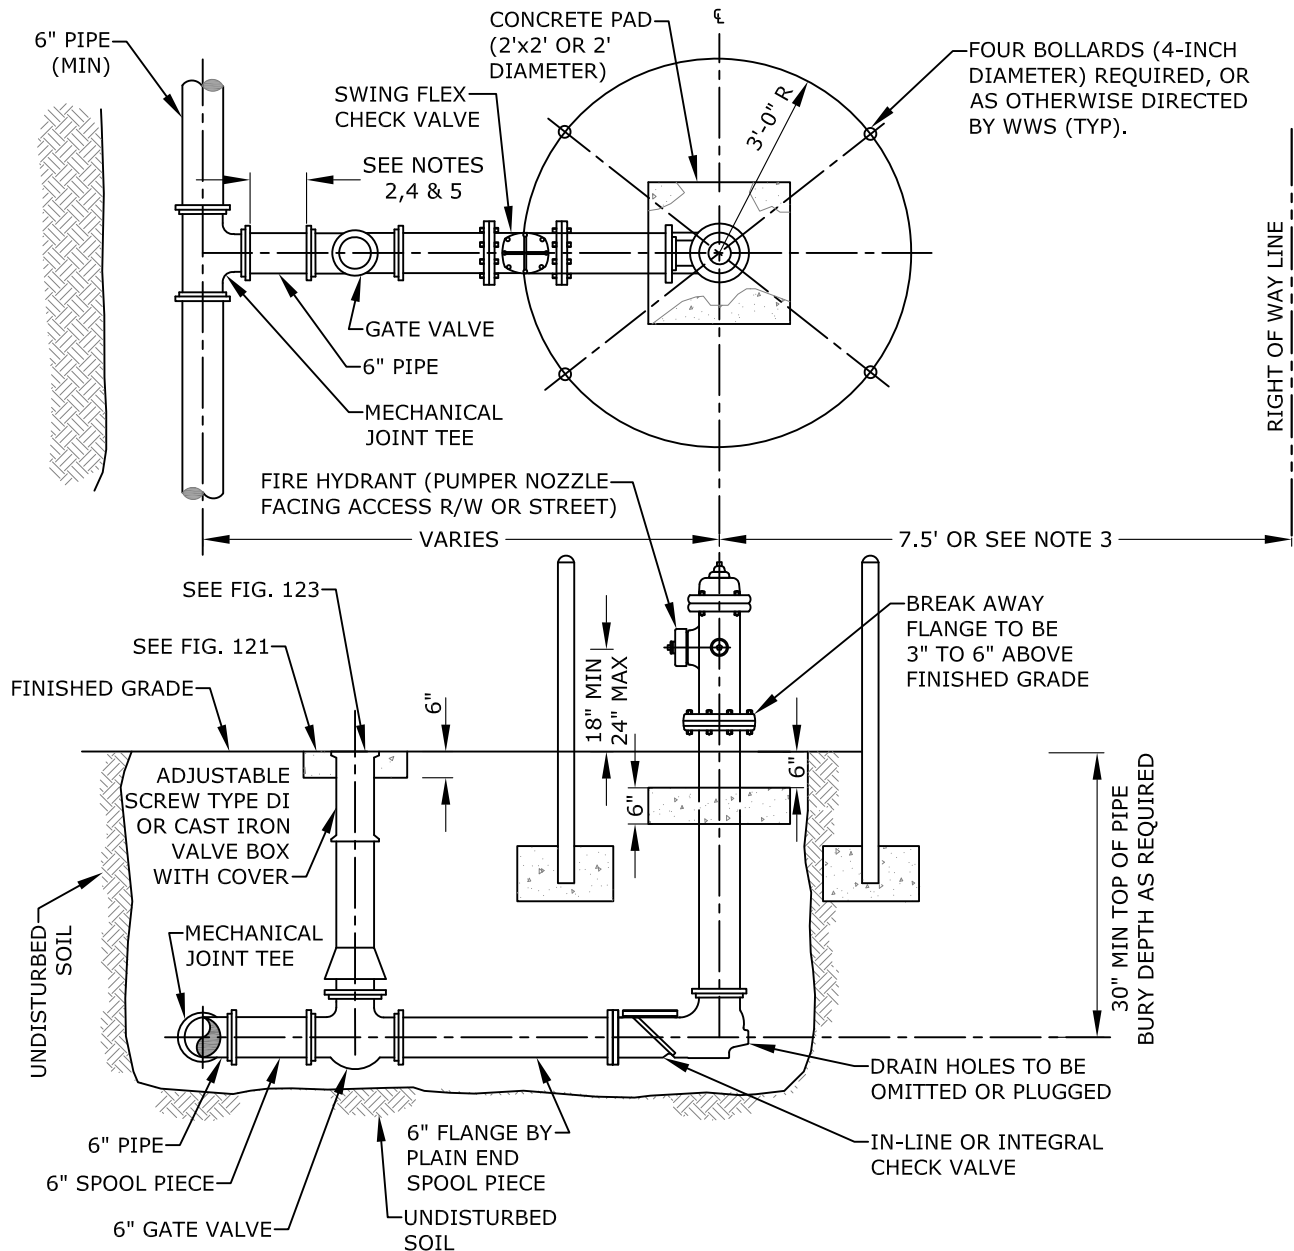 6" PIPE
(MIN)
CONCRETE PAD
(2'x2' OR 2'
DIAMETER)
℄
FOUR BOLLARDS (4-INCH
DIAMETER) REQUIRED, OR
AS OTHERWISE DIRECTED
BY WWS (TYP).
SWING FLEX
CHECK VALVE
3'-0" R
SEE NOTES
2,4 & 5
RIGHT OF WAY LINE
GATE VALVE
6" PIPE
MECHANICAL
JOINT TEE
FIRE HYDRANT (PUMPER NOZZLE
FACING ACCESS R/W OR STREET)
VARIES
7.5' OR SEE NOTE 3
SEE FIG. 123
SEE FIG. 121
FINISHED GRADE
6"
18" MIN
24" MAX
BREAK AWAY
FLANGE TO BE
3" TO 6" ABOVE
FINISHED GRADE
ADJUSTABLE
SCREW TYPE DI
OR CAST IRON
VALVE BOX
WITH COVER
6"
6"
30" MIN TOP OF PIPE
BURY DEPTH AS REQUIRED
UNDISTURBED
SOIL
MECHANICAL
JOINT TEE
DRAIN HOLES TO BE
OMITTED OR PLUGGED
6" PIPE
6" SPOOL PIECE
6" GATE VALVE
6" FLANGE BY
PLAIN END
SPOOL PIECE
IN-LINE OR INTEGRAL
CHECK VALVE
UNDISTURBED
SOIL